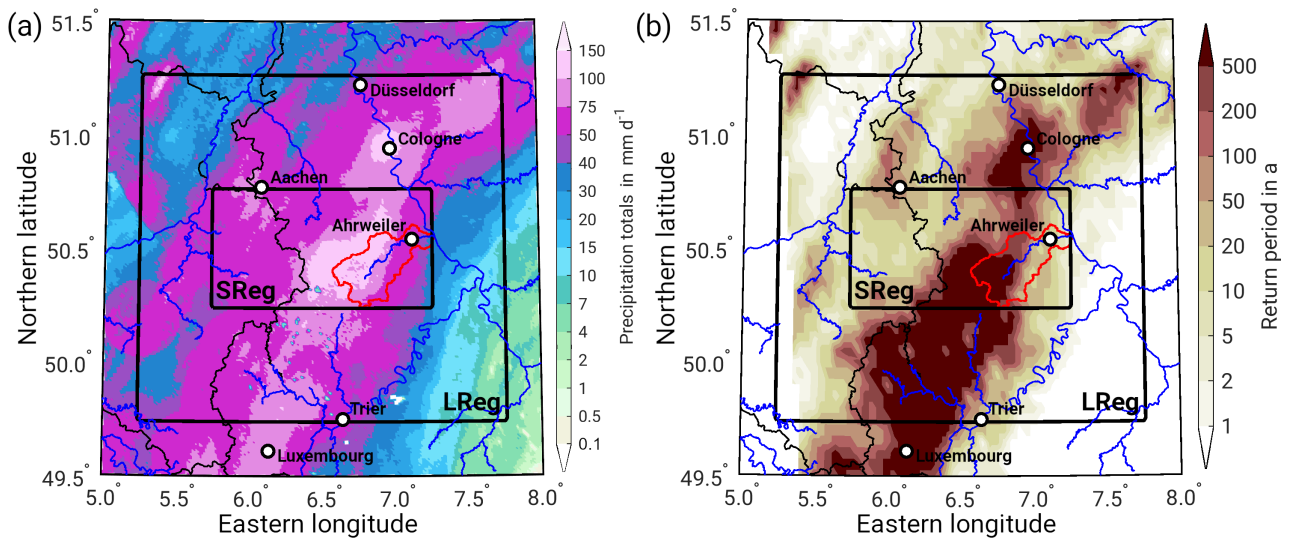 (a)
51.5°
51.0°
50.5°
50.0°
49.5°
Northern latitude
5.0°
5.5°
6.0°
6.5°
7.0°
7.5°
8.0°
Eastern longitude
Düsseldorf
Cologne
Aachen
Ahrweiler
SReg
LReg
Trier
Luxembourg
150
100
75
50
40
30
20
15
10
7
4
2
1
0.5
0.1
Precipitation totals in mm d⁻¹
(b)
51.5°
51.0°
50.5°
50.0°
49.5°
Northern latitude
5.0°
5.5°
6.0°
6.5°
7.0°
7.5°
8.0°
Eastern longitude
Düsseldorf
Cologne
Aachen
Ahrweiler
SReg
LReg
Trier
Luxembourg
500
200
100
50
20
10
5
2
1
Return period in a